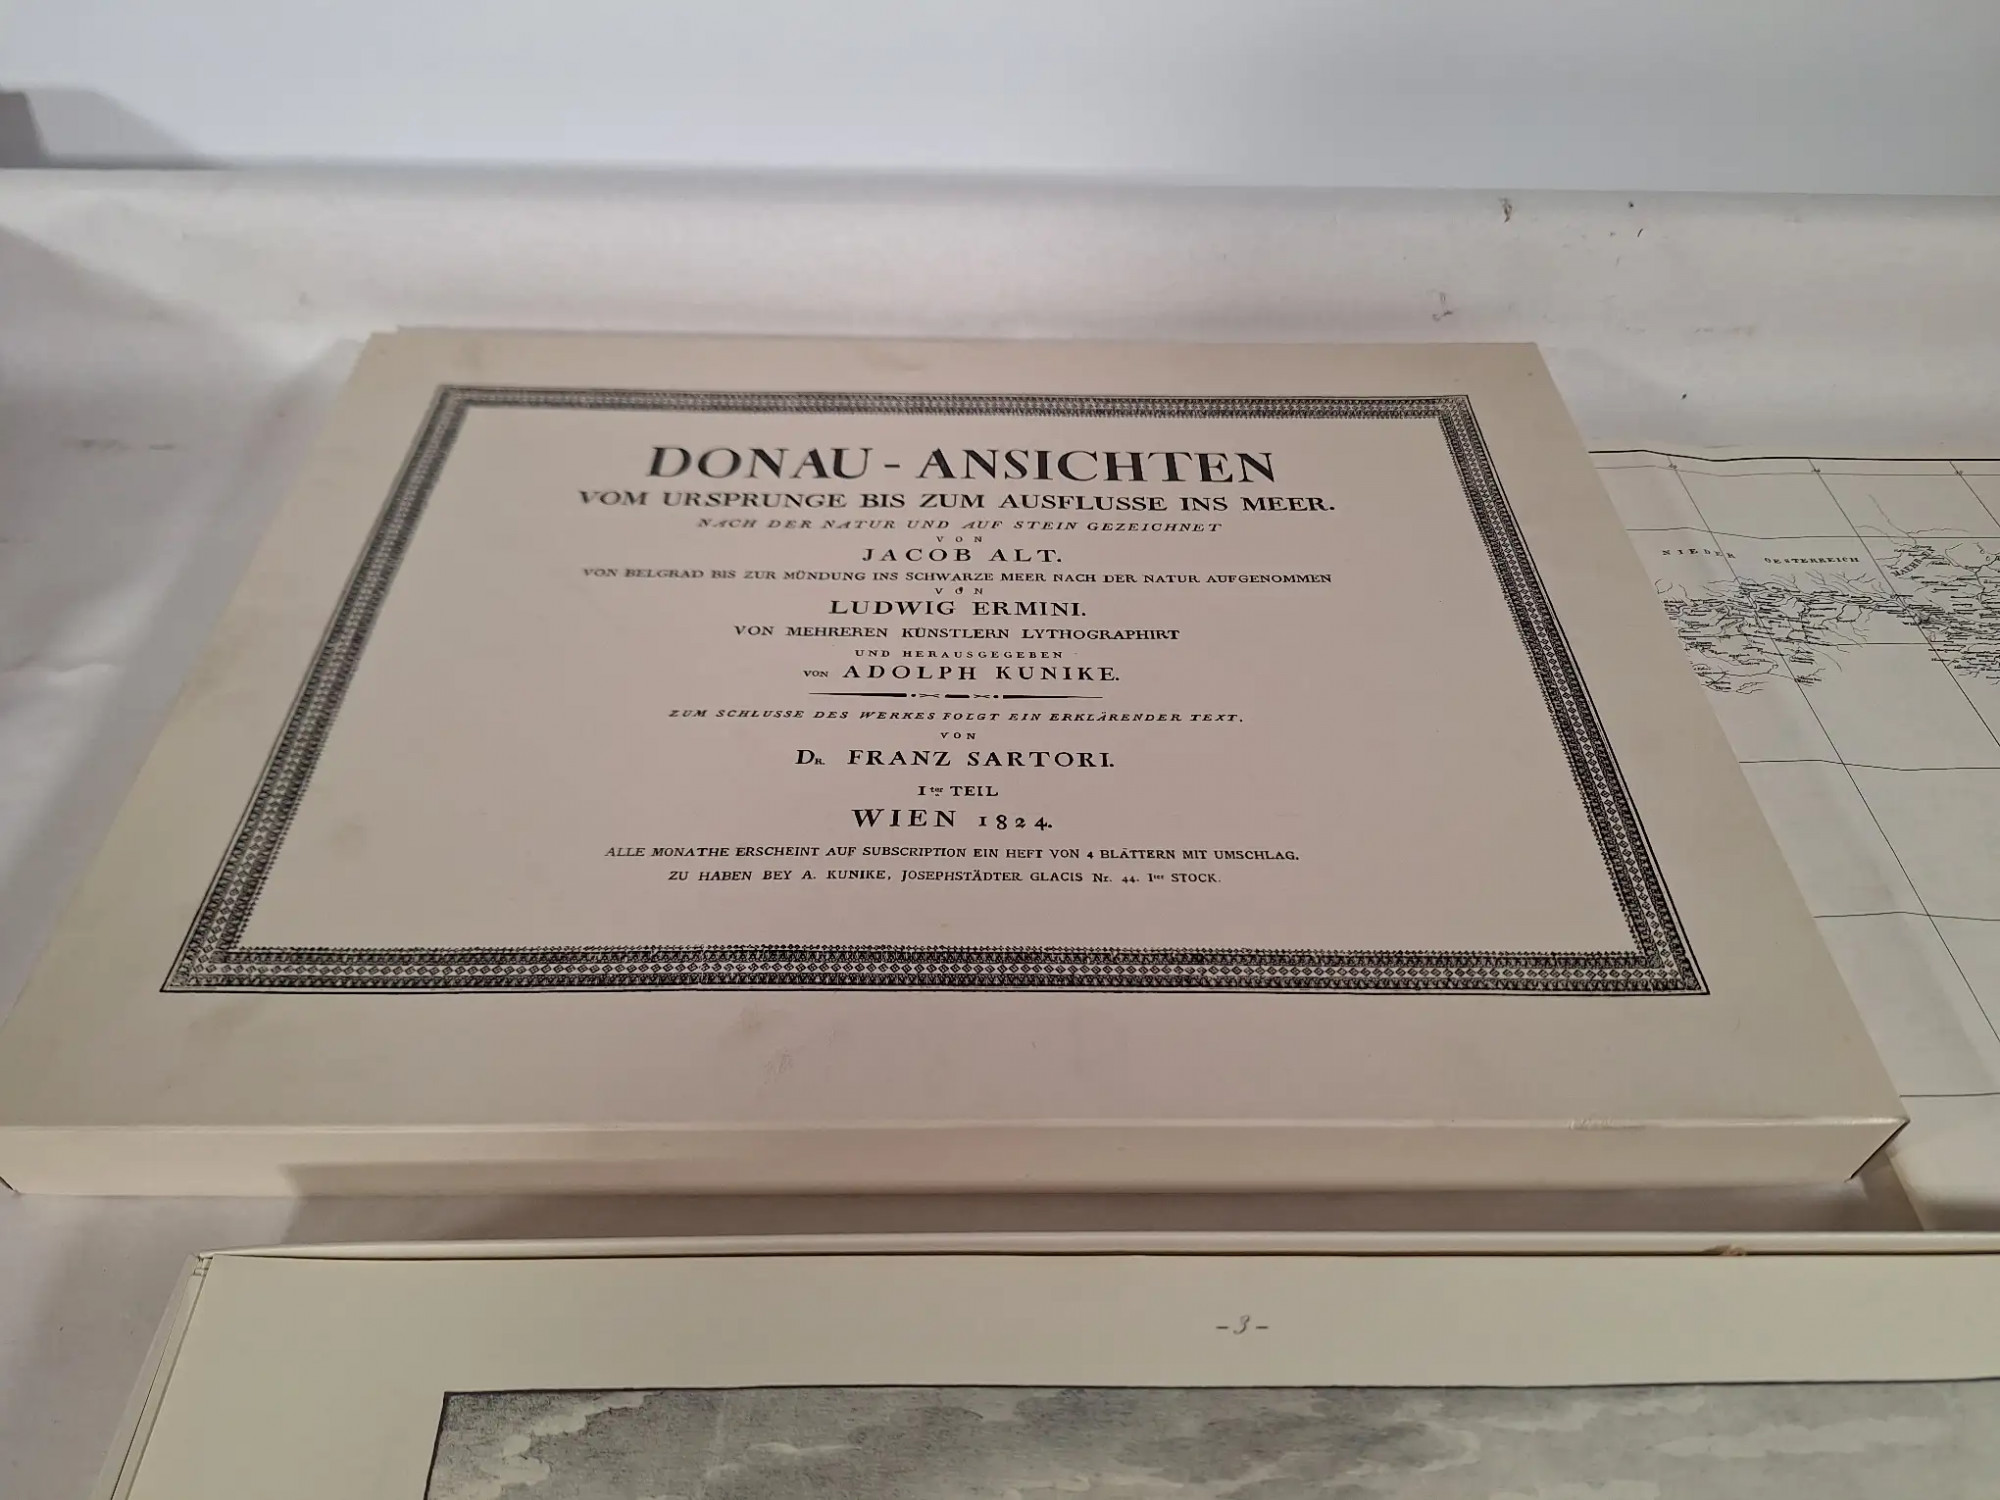 DONAU - ANSICHTEN
VOM URSPRUNGE BIS ZUM AUSFLUSSE INS MEER.
NACH DER NATUR UND AUF STEIN GEZEICHNET
VON
JACOB ALT.
VON BELGRAD BIS ZUR MÜNDUNG INS SCHWARZE MEER NACH DER NATUR AUFGENOMMEN
VON
LUDWIG ERMINI.
VON MEHREREN KÜNSTLERN LYTHOGRAPHIRT
UND HERAUSGEGEBEN
VON ADOLPH KUNIKE.
ZUM SCHLUSSE DES WERKES FOLGT EIN ERKLÄRENDER TEXT,
VON
DR. FRANZ SARTORI.
Iter TEIL
WIEN 1824.
ALLE MONATHE ERSCHEINT AUF SUBSCRIPTION EIN HEFT VON 4 BLÄTTERN MIT UMSCHLAG,
ZU HABEN BEY A. KUNIKE, JOSEPHSTÄDTER GLACIS Nr. 44. Iter STOCK.
NIEDER OESTERREICH
- 3 -